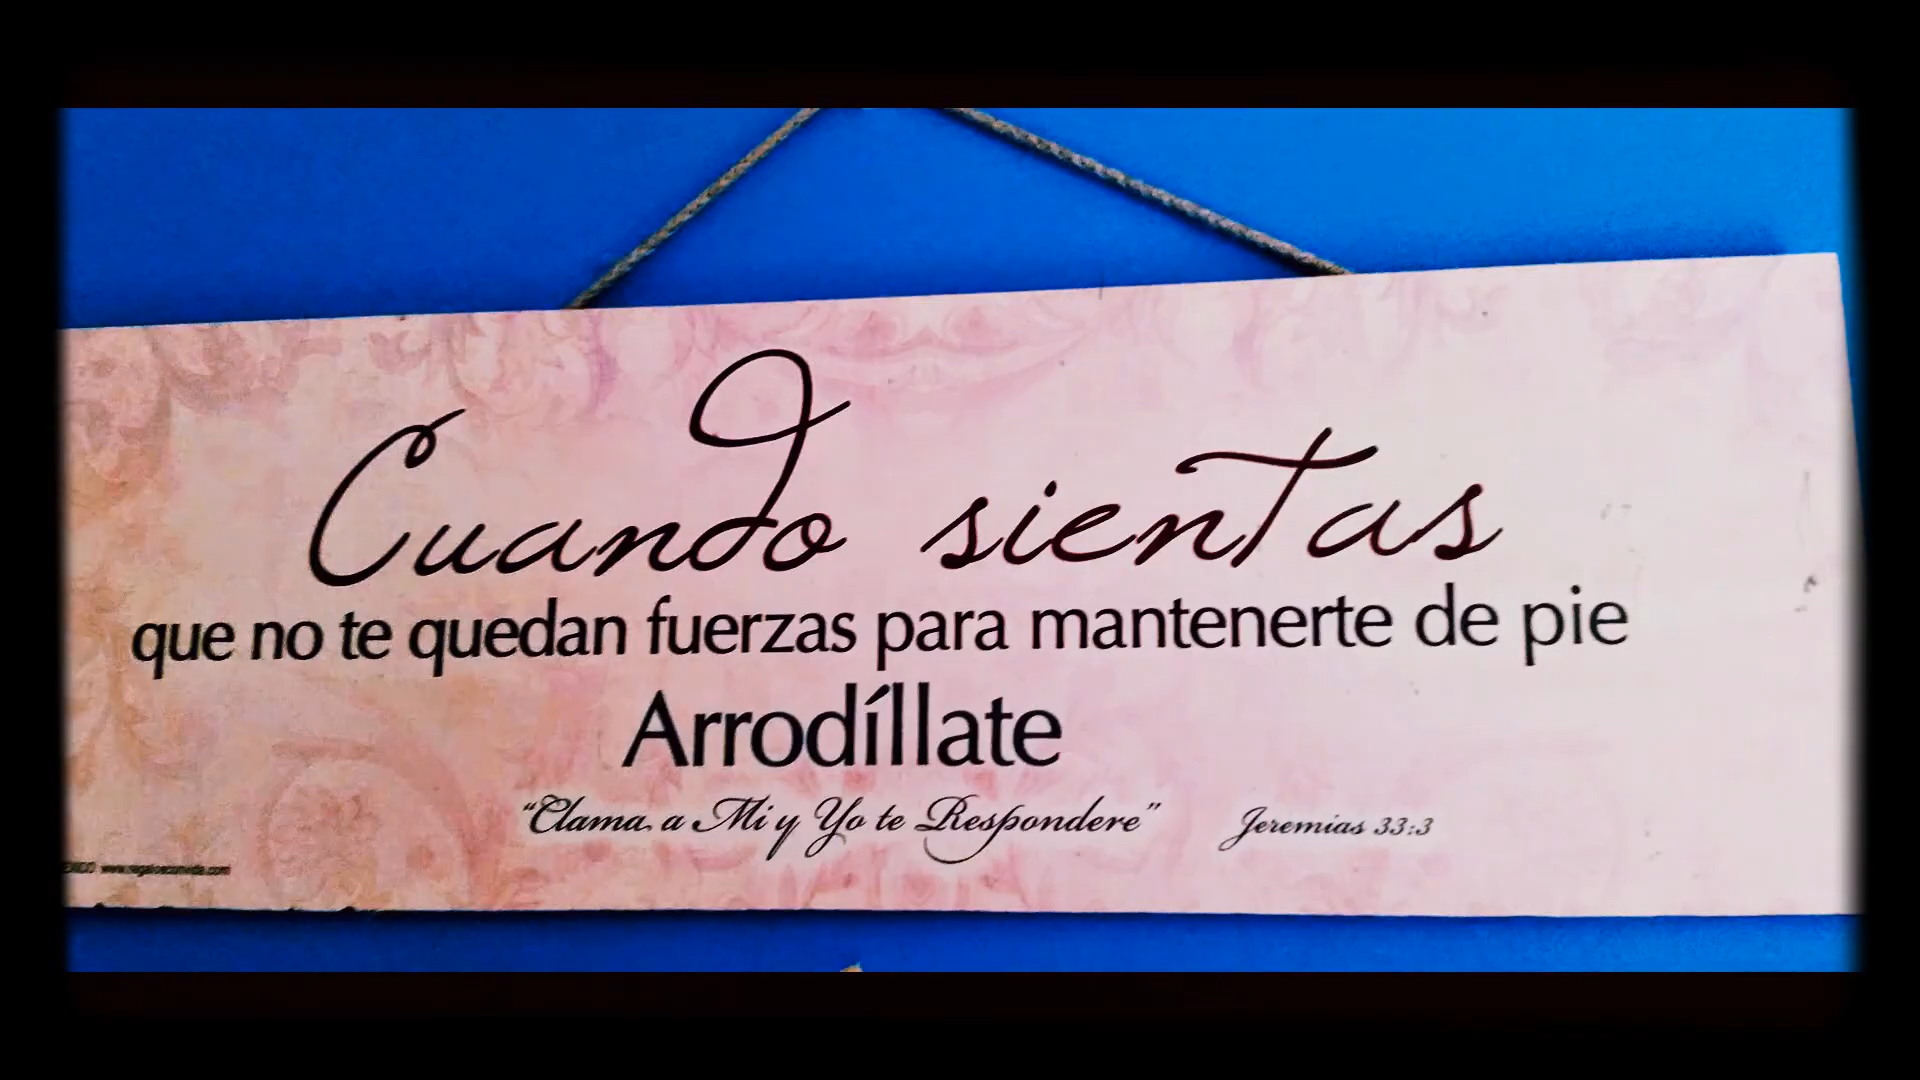 Cuando sientas
que no te quedan fuerzas para mantenerte de pie
Arrodíllate
"Clama a Mi y Yo te Respondere" Jeremias 33:3